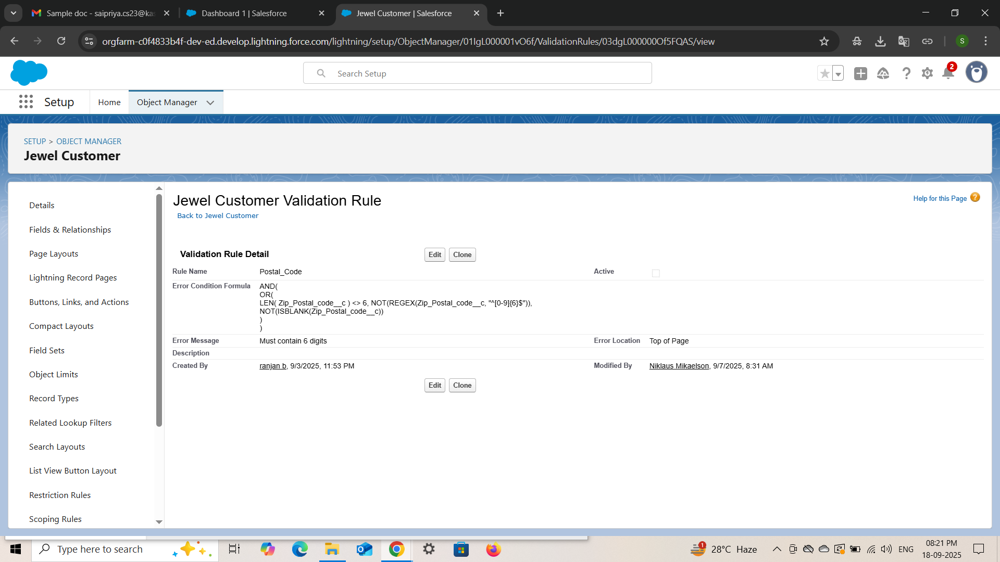 Sample doc - saipriya.cs23@kas
Dashboard 1 | Salesforce
Jewel Customer | Salesforce
orgfarm-c0f4833b4f-dev-ed.develop.lightning.force.com/lightning/setup/ObjectManager/01IgL000001vO6f/ValidationRules/03dgL000000Of5FQAS/view
S
Search Setup
2
Setup
Home
Object Manager
SETUP > OBJECT MANAGER
Jewel Customer
Details
Fields & Relationships
Page Layouts
Lightning Record Pages
Buttons, Links, and Actions
Compact Layouts
Field Sets
Object Limits
Record Types
Related Lookup Filters
Search Layouts
List View Button Layout
Restriction Rules
Scoping Rules
Jewel Customer Validation Rule
Help for this Page ?
Back to Jewel Customer
Validation Rule Detail
Edit Clone
Rule Name Postal_Code Active
Error Condition Formula AND(
OR(
LEN( Zip_Postal_code__c ) <> 6, NOT(REGEX(Zip_Postal_code__c, "^[0-9]{6}$")),
NOT(ISBLANK(Zip_Postal_code__c))
)
)
Error Message Must contain 6 digits Error Location Top of Page
Description
Created By ranjan b, 9/3/2025, 11:53 PM Modified By Niklaus Mikaelson, 9/7/2025, 8:31 AM
Edit Clone
Type here to search
1
28°C Haze
ENG
08:21 PM
18-09-2025